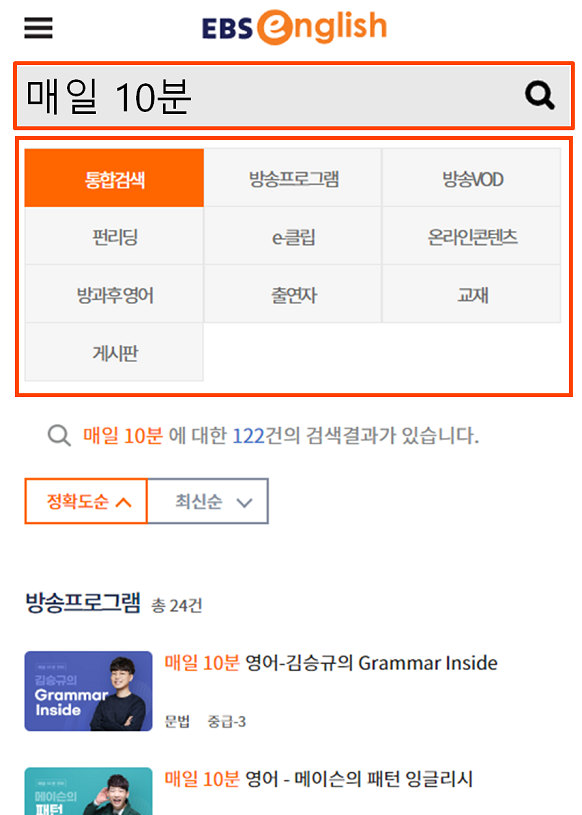 EBS english
매일 10분
통합검색 방송프로그램 방송VOD
펀리딩 e-클립 온라인콘텐츠
방과후영어 출연자 교재
게시판
매일 10분 에 대한 122건의 검색결과가 있습니다.
정확도순 최신순
방송프로그램 총 24건
매일 10분 영어-김승규의 Grammar Inside
김승규의
Grammar
Inside
문법 중급-3
매일 10분 영어 - 메이슨의 패턴 잉글리시
메이슨의
패턴